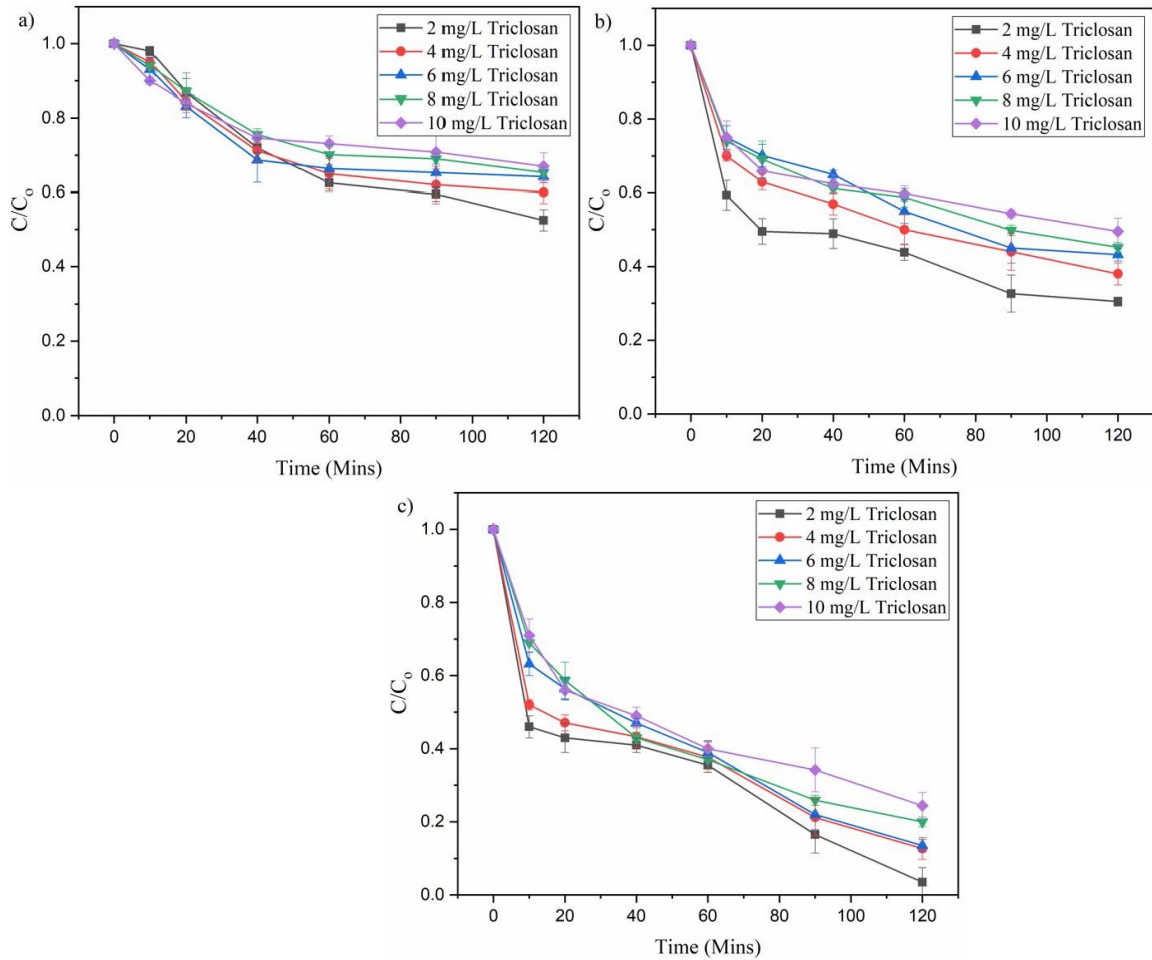 a)
2 mg/L Triclosan
4 mg/L Triclosan
6 mg/L Triclosan
8 mg/L Triclosan
10 mg/L Triclosan
1.0
0.8
0.6
0.4
0.2
0.0
C/Co
0 20 40 60 80 100 120
Time (Mins)
b)
2 mg/L Triclosan
4 mg/L Triclosan
6 mg/L Triclosan
8 mg/L Triclosan
10 mg/L Triclosan
1.0
0.8
0.6
0.4
0.2
0.0
C/Co
0 20 40 60 80 100 120
Time (Mins)
c)
2 mg/L Triclosan
4 mg/L Triclosan
6 mg/L Triclosan
8 mg/L Triclosan
10 mg/L Triclosan
1.0
0.8
0.6
0.4
0.2
0.0
C/Co
0 20 40 60 80 100 120
Time (Mins)